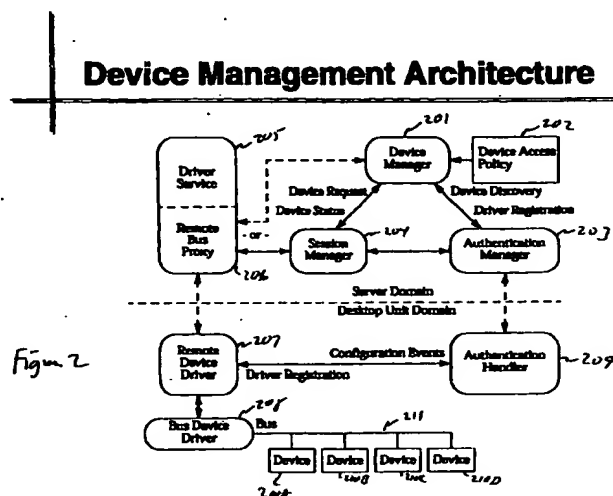 Device Management Architecture
201
202
205
Device Manager
Device Access Policy
Driver Service
Device Request
Device Discovery
Device Status
Driver Registration
Remote Bus Proxy
- or -
Session Manager
204
Authentication Manager
203
206
Server Domain
Desktop Unit Domain
Figure 2
207
Remote Device Driver
Configuration Events
Driver Registration
Authentication Handler
209
208
Bus Device Driver
Bus
211
Device
Device
Device
Device
210A
210B
210C
210D